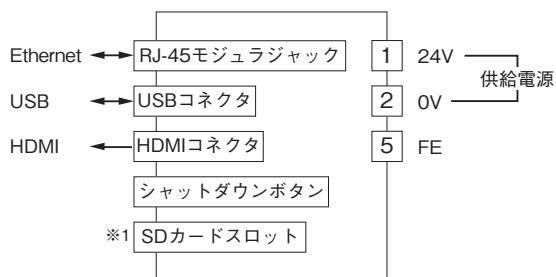 Ethernet RJ-45モジュラジャック 1 24V
供給電源
USB USBコネクタ 2 0V
HDMI HDMIコネクタ 5 FE
シャットダウンボタン
※1 SDカードスロット